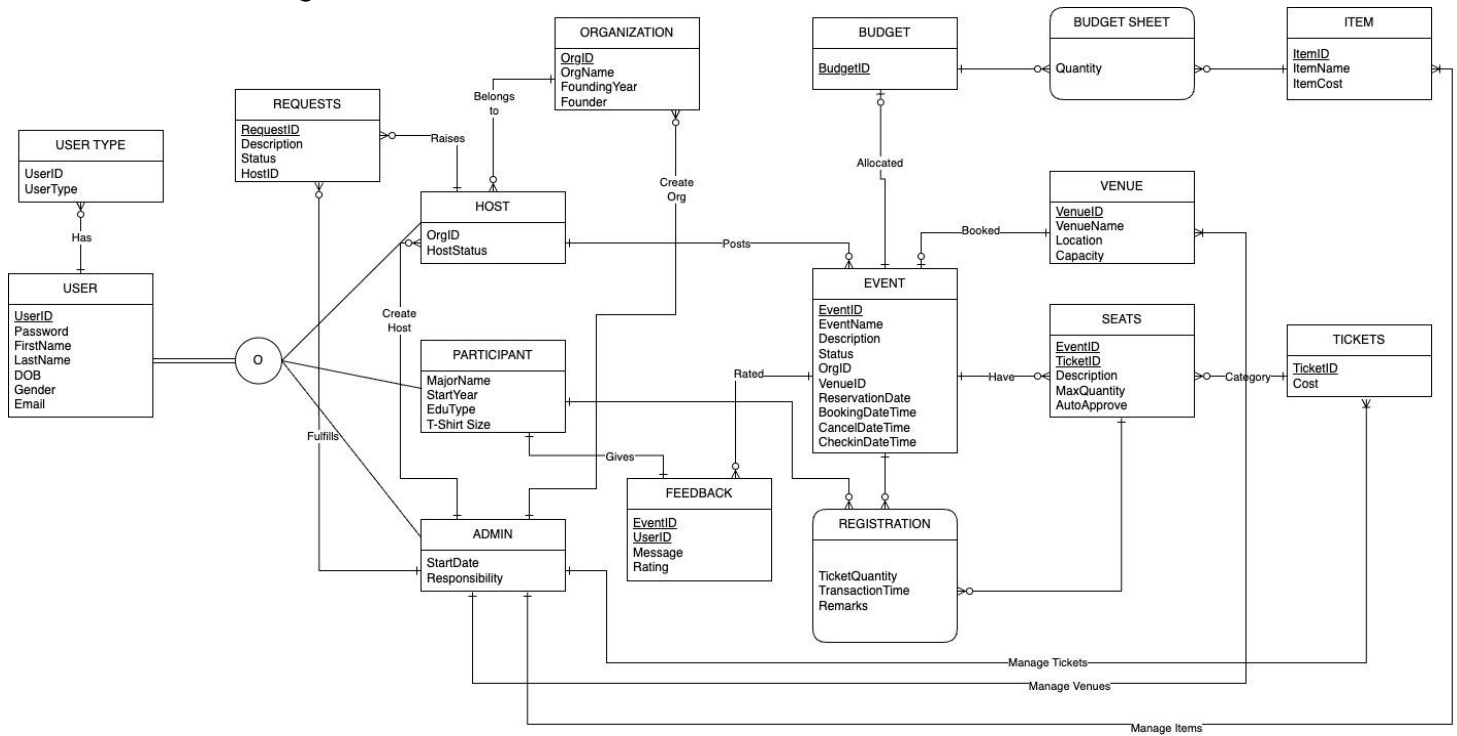 ORGANIZATION
OrgID
OrgName
FoundingYear
Founder
BUDGET
BudgetID
BUDGET SHEET
Quantity
ITEM
ItemID
ItemName
ItemCost
REQUESTS
RequestID
Description
Status
HostID
Belongs
to
Raises
USER TYPE
UserID
UserType
Has
Create
Org
Allocated
HOST
OrgID
HostStatus
Posts
Booked
VENUE
VenueID
VenueName
Location
Capacity
USER
UserID
Password
FirstName
LastName
DOB
Gender
Email
O
Create
Host
PARTICIPANT
MajorName
StartYear
EduType
T-Shirt Size
Rated
EVENT
EventID
EventName
Description
Status
OrgID
VenueID
ReservationDate
BookingDateTime
CancelDateTime
CheckinDateTime
Have
SEATS
EventID
TicketID
Description
MaxQuantity
AutoApprove
Category
TICKETS
TicketID
Cost
Fulfills
Gives
FEEDBACK
EventID
UserID
Message
Rating
REGISTRATION
TicketQuantity
TransactionTime
Remarks
ADMIN
StartDate
Responsibility
Manage Tickets
Manage Venues
Manage Items